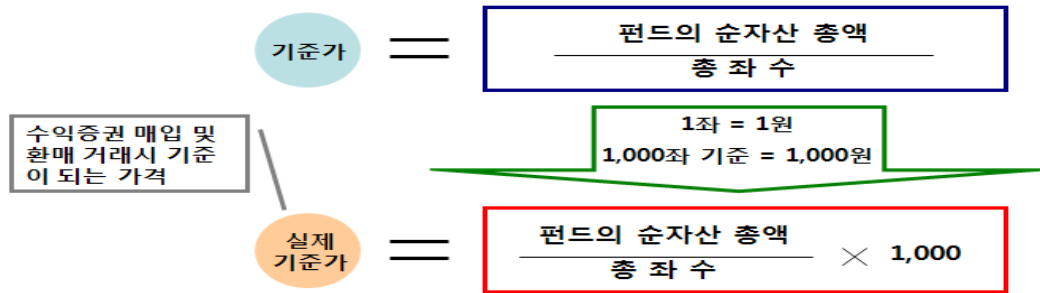 기준가
펀드의 순자산 총액
총 좌 수
수익증권 매입 및
환매 거래시 기준
이 되는 가격
1좌 = 1원
1,000좌 기준 = 1,000원
실제
기준가
펀드의 순자산 총액
총 좌 수
× 1,000